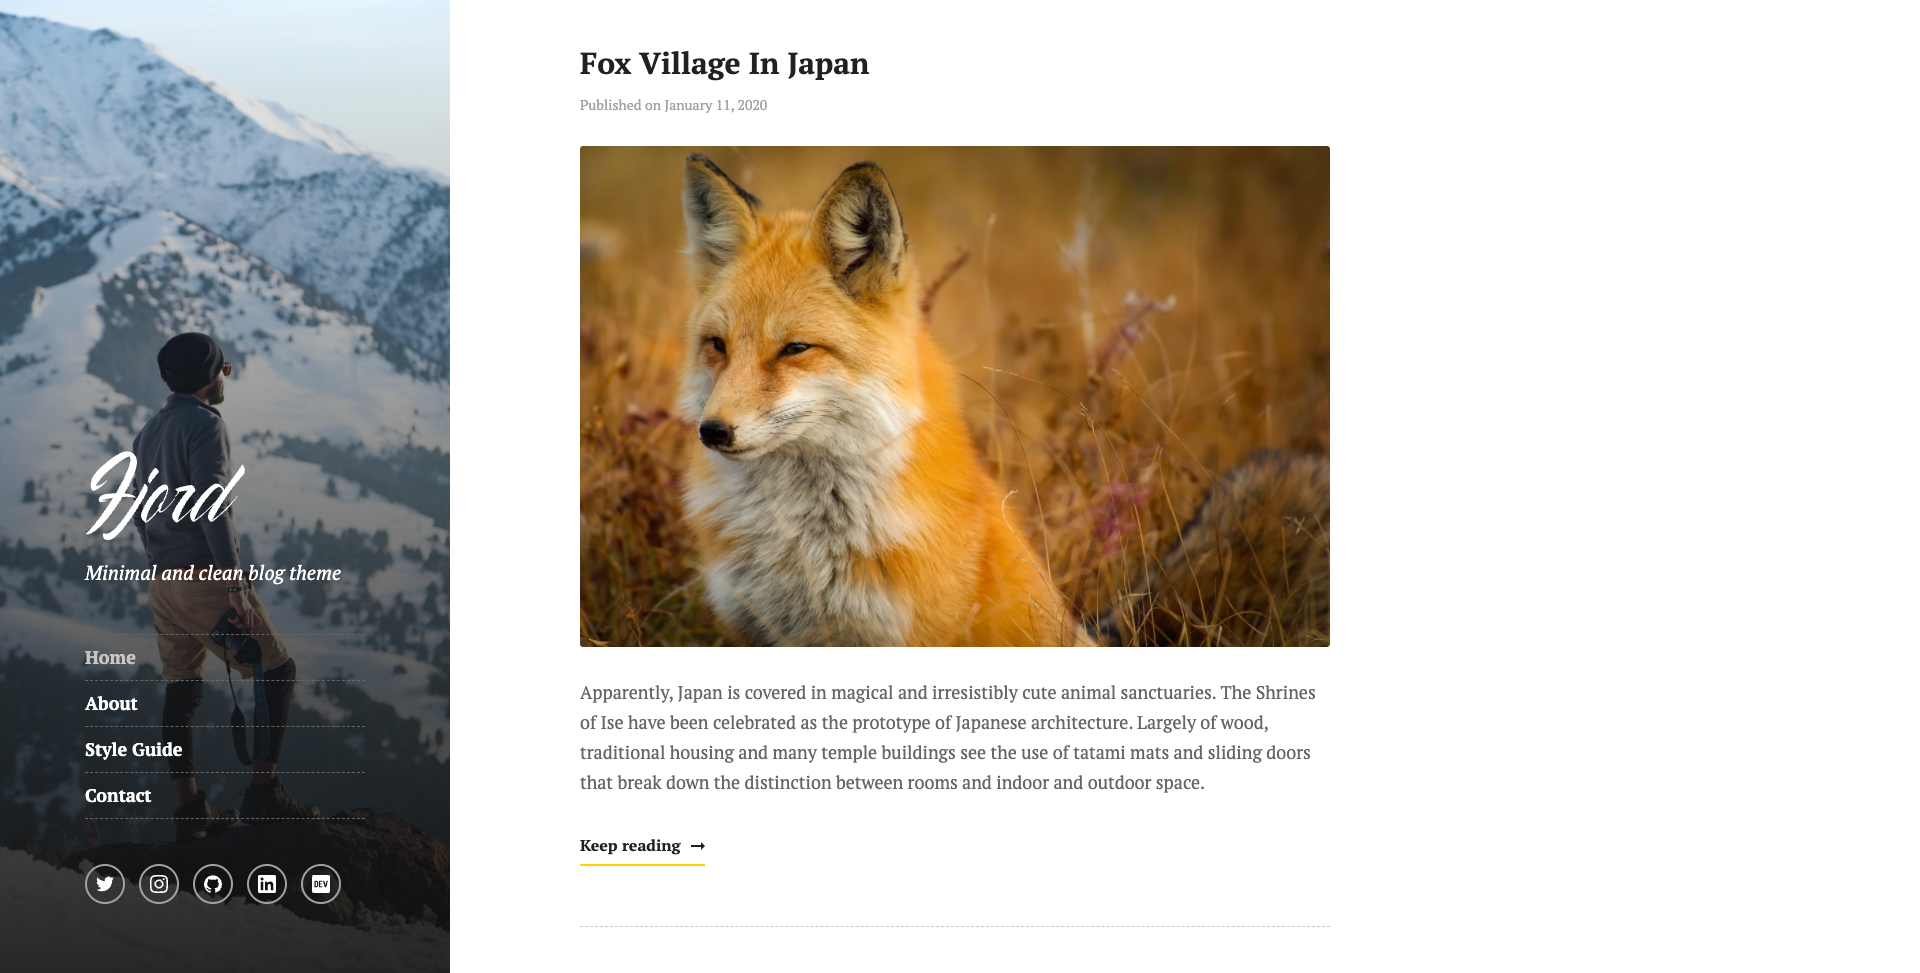 Fjord
Minimal and clean blog theme
Home
About
Style Guide
Contact
DEV
Fox Village In Japan
Published on January 11, 2020
Apparently, Japan is covered in magical and irresistibly cute animal sanctuaries. The Shrines
of Ise have been celebrated as the prototype of Japanese architecture. Largely of wood,
traditional housing and many temple buildings see the use of tatami mats and sliding doors
that break down the distinction between rooms and indoor and outdoor space.
Keep reading →